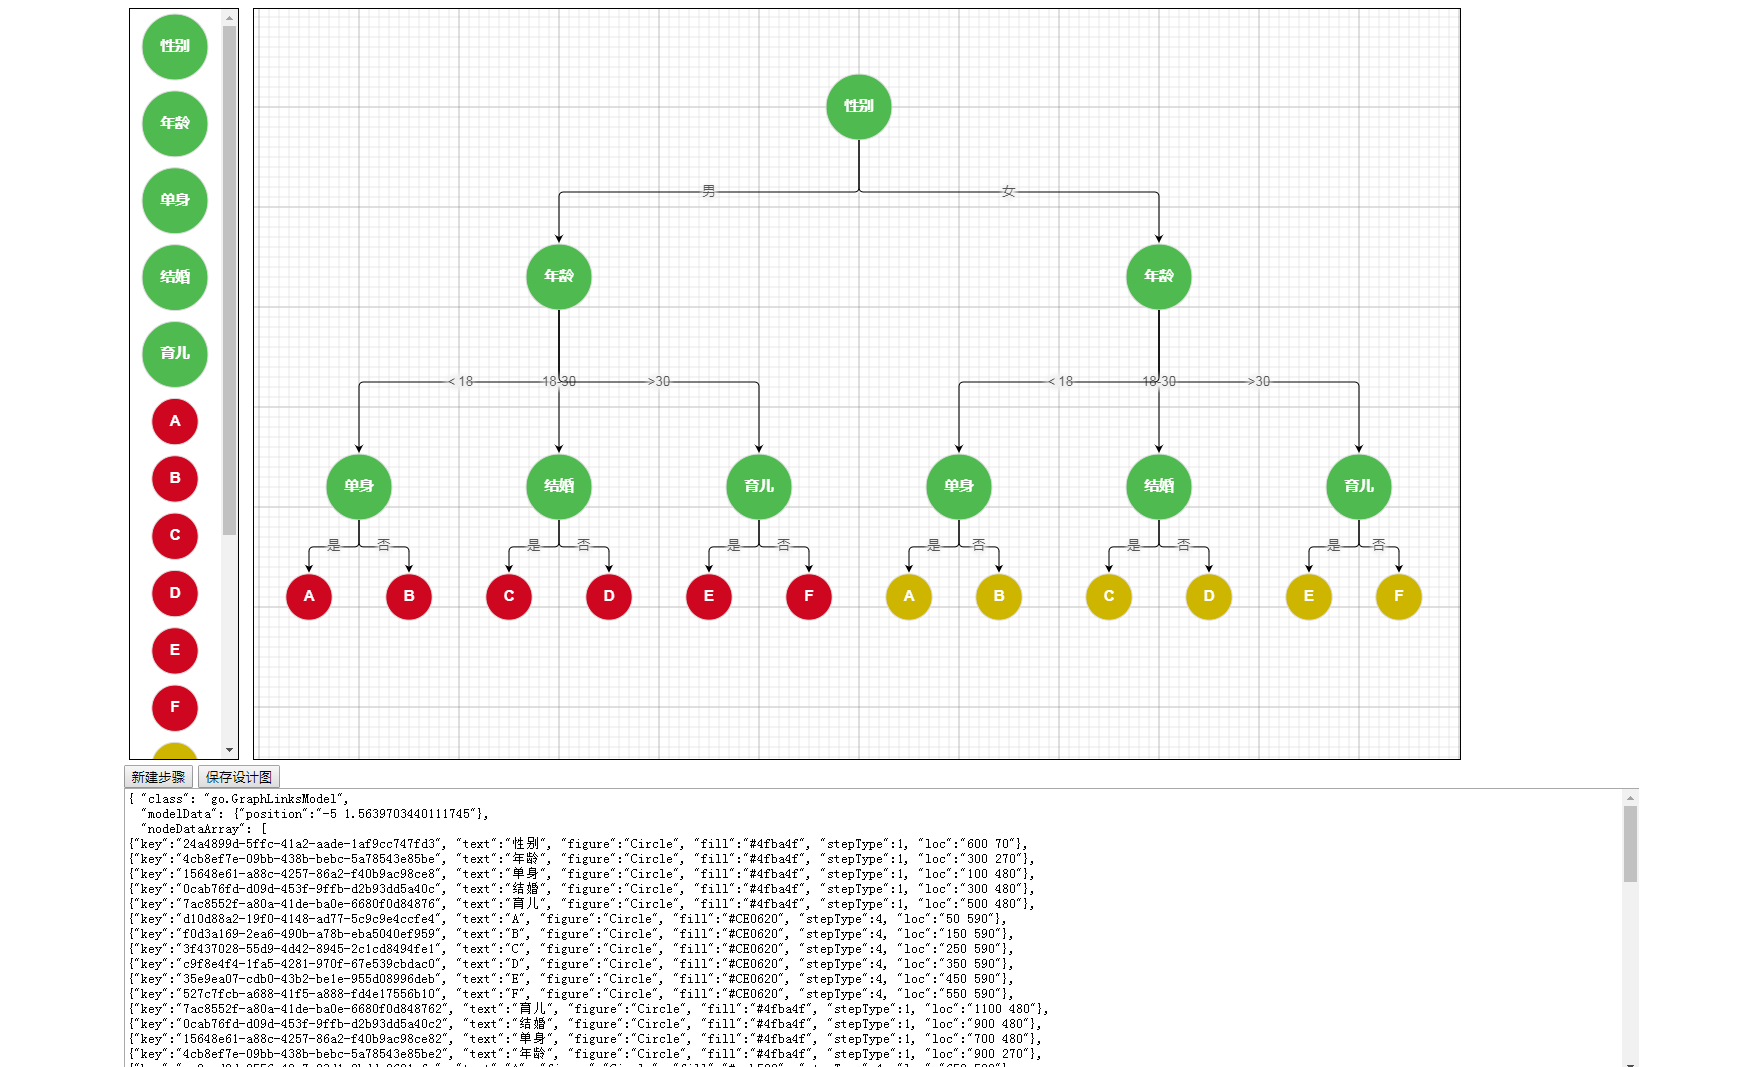 性别
年龄
单身
结婚
育儿
A
B
C
D
E
F
性别
男 女
年龄 年龄
< 18 18-30 >30 < 18 18-30 >30
单身 结婚 育儿 单身 结婚 育儿
是 否 是 否 是 否 是 否 是 否 是 否
A B C D E F A B C D E F
新建步骤 保存设计图
{ "class": "go.GraphLinksModel",
"modelData": {"position":"-5 1.5639703440111745"},
"nodeDataArray": [
{"key":"24a4899d-5ffc-41a2-aade-1af9cc747fd3", "text":"性别", "figure":"Circle", "fill":"#4fba4f", "stepType":1, "loc":"600 70"},
{"key":"4cb8ef7e-09bb-438b-bebc-5a78543e85be", "text":"年龄", "figure":"Circle", "fill":"#4fba4f", "stepType":1, "loc":"300 270"},
{"key":"15648e61-a88c-4257-86a2-f40b9ac98ce8", "text":"单身", "figure":"Circle", "fill":"#4fba4f", "stepType":1, "loc":"100 480"},
{"key":"0cab76fd-d09d-453f-9ffb-d2b93dd5a40c", "text":"结婚", "figure":"Circle", "fill":"#4fba4f", "stepType":1, "loc":"300 480"},
{"key":"7ac8552f-a80a-41de-ba0e-6680f0d84876", "text":"育儿", "figure":"Circle", "fill":"#4fba4f", "stepType":1, "loc":"500 480"},
{"key":"d10d88a2-19f0-4148-ad77-5c9c9e4ccfe4", "text":"A", "figure":"Circle", "fill":"#CE0620", "stepType":4, "loc":"50 590"},
{"key":"f0d3a169-2ea6-490b-a78b-eba5040ef959", "text":"B", "figure":"Circle", "fill":"#CE0620", "stepType":4, "loc":"150 590"},
{"key":"3f437028-55d9-4d42-8945-2c1cd8494fe1", "text":"C", "figure":"Circle", "fill":"#CE0620", "stepType":4, "loc":"250 590"},
{"key":"c9f8e4f4-1fa5-4281-970f-67e539cbdac0", "text":"D", "figure":"Circle", "fill":"#CE0620", "stepType":4, "loc":"350 590"},
{"key":"35e9ea07-cdb0-43b2-be1e-955d08996deb", "text":"E", "figure":"Circle", "fill":"#CE0620", "stepType":4, "loc":"450 590"},
{"key":"527c7fcb-a688-41f5-a888-fd4e17556b10", "text":"F", "figure":"Circle", "fill":"#CE0620", "stepType":4, "loc":"550 590"},
{"key":"7ac8552f-a80a-41de-ba0e-6680f0d848762", "text":"育儿", "figure":"Circle", "fill":"#4fba4f", "stepType":1, "loc":"1100 480"},
{"key":"0cab76fd-d09d-453f-9ffb-d2b93dd5a40c2", "text":"结婚", "figure":"Circle", "fill":"#4fba4f", "stepType":1, "loc":"900 480"},
{"key":"15648e61-a88c-4257-86a2-f40b9ac98ce82", "text":"单身", "figure":"Circle", "fill":"#4fba4f", "stepType":1, "loc":"700 480"},
{"key":"4cb8ef7e-09bb-438b-bebc-5a78543e85be2", "text":"年龄", "figure":"Circle", "fill":"#4fba4f", "stepType":1, "loc":"900 270"},